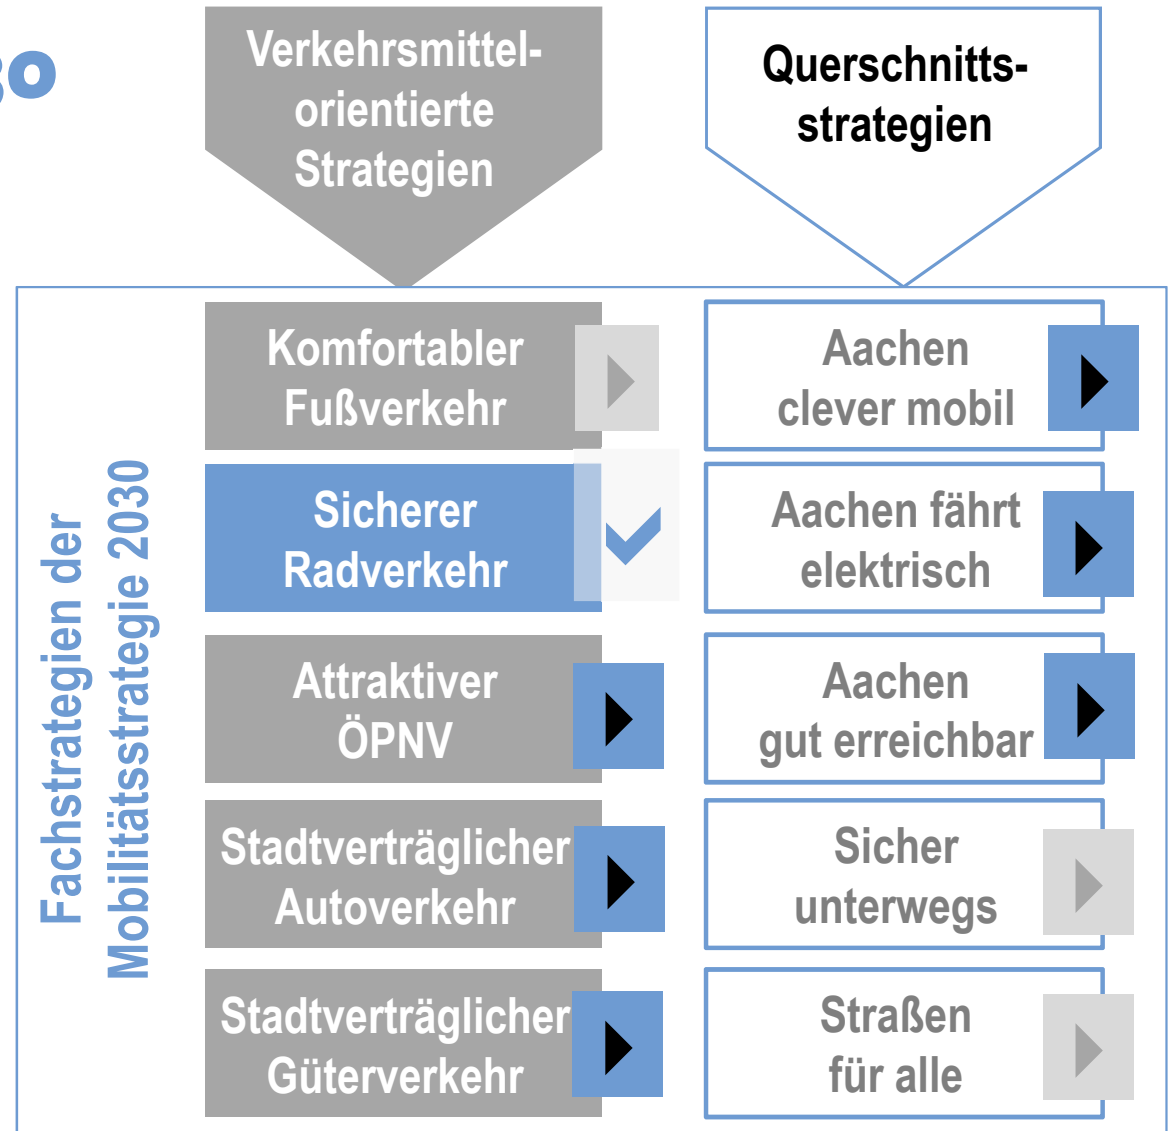 30
Verkehrsmittel-
orientierte
Strategien
Querschnitts-
strategien
Fachstrategien der
Mobilitätsstrategie 2030
Komfortabler
Fußverkehr
Sicherer
Radverkehr
Attraktiver
ÖPNV
Stadtverträglicher
Autoverkehr
Stadtverträglicher
Güterverkehr
Aachen
clever mobil
Aachen fährt
elektrisch
Aachen
gut erreichbar
Sicher
unterwegs
Straßen
für alle